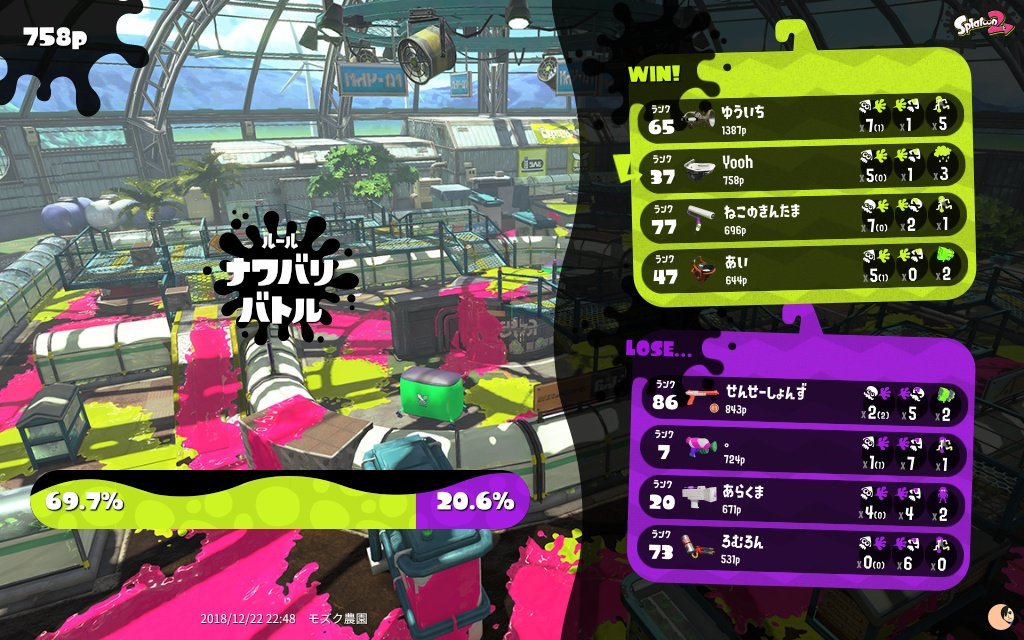 758p
Splatoon 2
ルール
ナワバリ
バトル
69.7%
20.6%
2018/12/22 22:48 モズク農園
WIN!
ランク
65
ゆういち
1387p
x7(1) x1 x5
ランク
37
Yooh
758p
x5(0) x1 x3
ランク
77
ねこのきんたま
696p
x7(0) x2 x1
ランク
47
あい
644p
x5(1) x0 x2
LOSE...
ランク
86
せんせーしょんず
843p
x2(2) x5 x2
ランク
7
。
724p
x1(1) x7 x1
ランク
20
あらくま
671p
x4(0) x4 x2
ランク
73
ろむろん
531p
x0(0) x6 x0